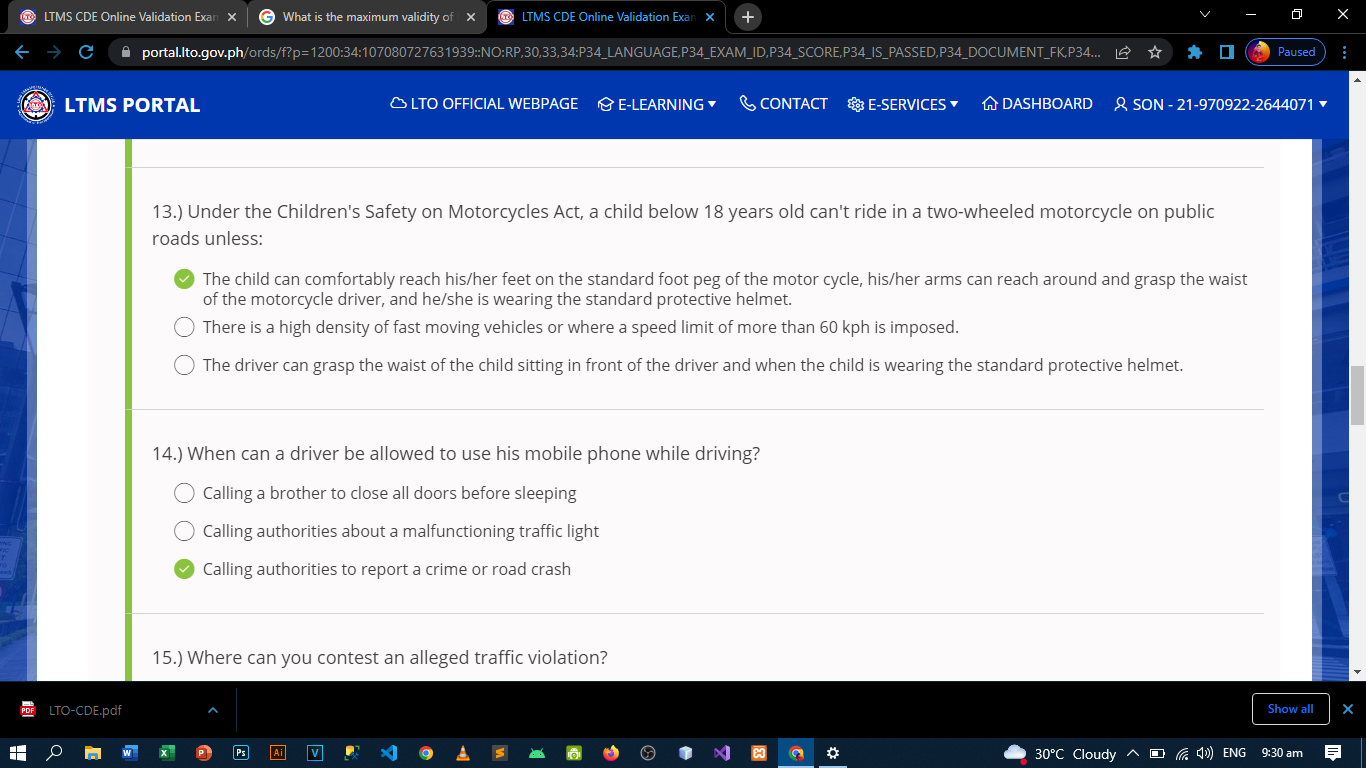 LTMS CDE Online Validation Exam
What is the maximum validity of
LTMS CDE Online Validation Exam
portal.lto.gov.ph/ords/f?p=1200:34:107080727631939::NO:RP,30,33,34:P34_LANGUAGE,P34_EXAM_ID,P34_SCORE,P34_IS_PASSED,P34_DOCUMENT_FK,P34...
Paused
LTMS PORTAL
LTO OFFICIAL WEBPAGE
E-LEARNING
CONTACT
E-SERVICES
DASHBOARD
SON - 21-970922-2644071
13.) Under the Children's Safety on Motorcycles Act, a child below 18 years old can't ride in a two-wheeled motorcycle on public
roads unless:
The child can comfortably reach his/her feet on the standard foot peg of the motor cycle, his/her arms can reach around and grasp the waist
of the motorcycle driver, and he/she is wearing the standard protective helmet.
There is a high density of fast moving vehicles or where a speed limit of more than 60 kph is imposed.
The driver can grasp the waist of the child sitting in front of the driver and when the child is wearing the standard protective helmet.
14.) When can a driver be allowed to use his mobile phone while driving?
Calling a brother to close all doors before sleeping
Calling authorities about a malfunctioning traffic light
Calling authorities to report a crime or road crash
15.) Where can you contest an alleged traffic violation?
PDF
LTO-CDE.pdf
Show all
30°C Cloudy
ENG
9:30 am